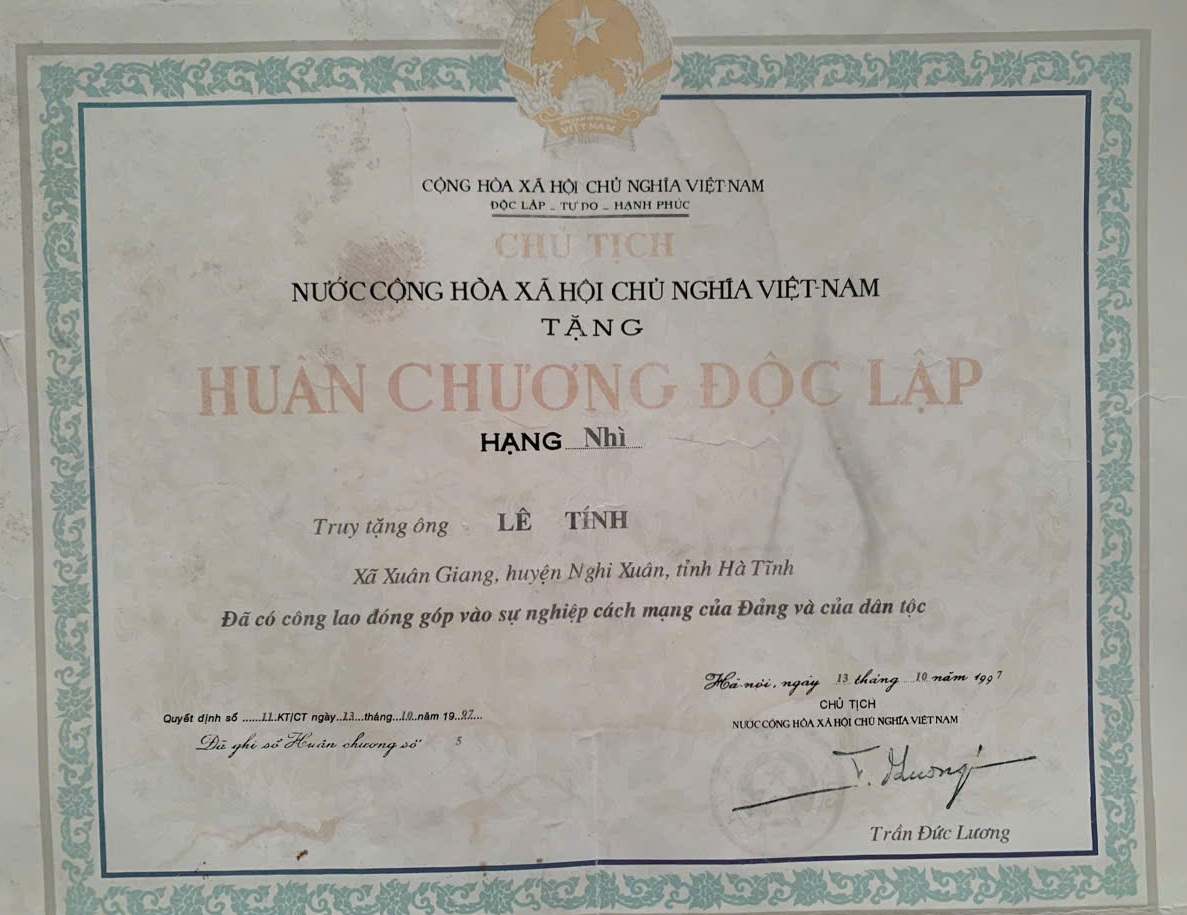 VIỆT NAM
CỘNG HÒA XÃ HỘI CHỦ NGHĨA VIỆT NAM
ĐỘC LẬP - TỰ DO - HẠNH PHÚC
CHỦ TỊCH
NƯỚC CỘNG HÒA XÃ HỘI CHỦ NGHĨA VIỆT-NAM
TẶNG
HUÂN CHƯƠNG ĐỘC LẬP
HẠNG Nhì
Truy tặng ông LÊ TÍNH
Xã Xuân Giang, huyện Nghi Xuân, tỉnh Hà Tĩnh
Đã có công lao đóng góp vào sự nghiệp cách mạng của Đảng và của dân tộc
Hà-nội, ngày 13 tháng 10 năm 1997
CHỦ TỊCH
NƯỚC CỘNG HÒA XÃ HỘI CHỦ NGHĨA VIỆT NAM
Quyết định số ......11..KT/CT ngày..13...tháng...10..năm 19..97...
Đã ghi sổ Huân chương số 5
T. Lương
Trần Đức Lương